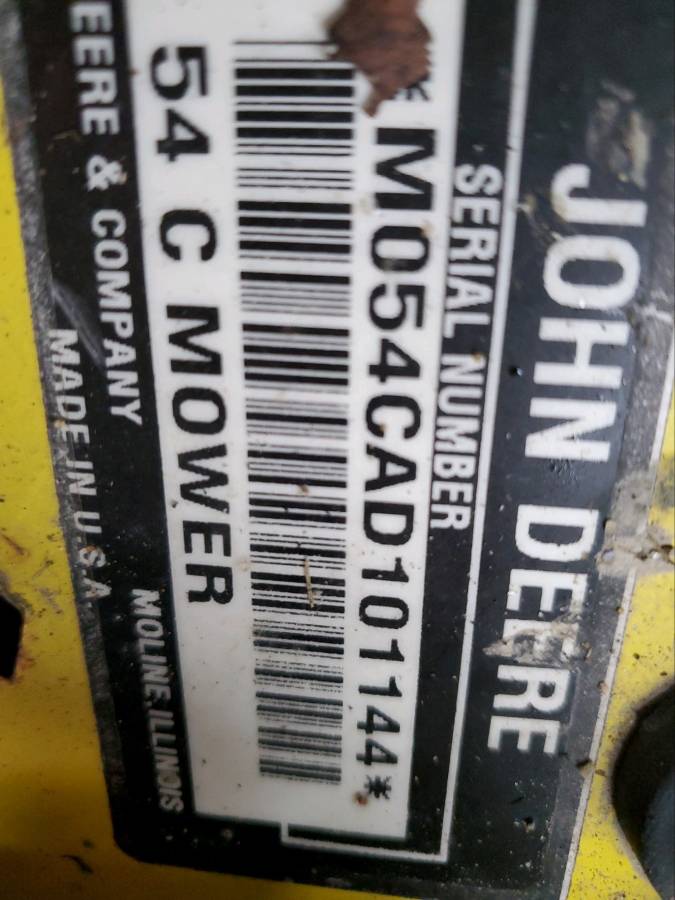 JOHN DEERE
SERIAL NUMBER
*M054CAD101144*
54 C MOWER
EERE & COMPANY
MOLINE, ILLINOIS
MADE IN U.S.A.